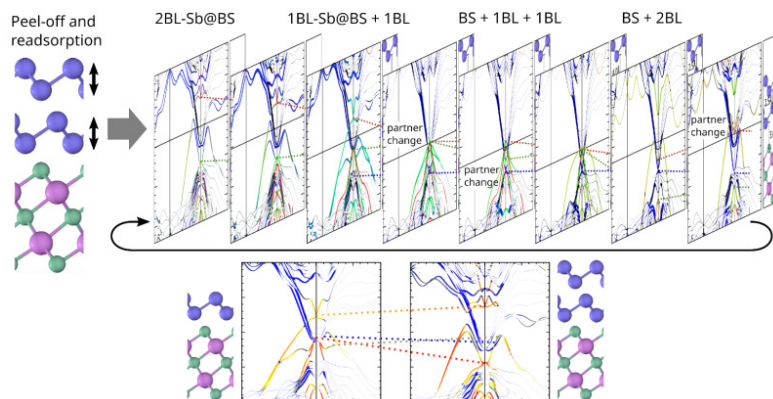 Peel-off and
readsorption
2BL-Sb@BS
1BL-Sb@BS + 1BL
BS + 1BL + 1BL
BS + 2BL
partner
change
partner
change
partner
change